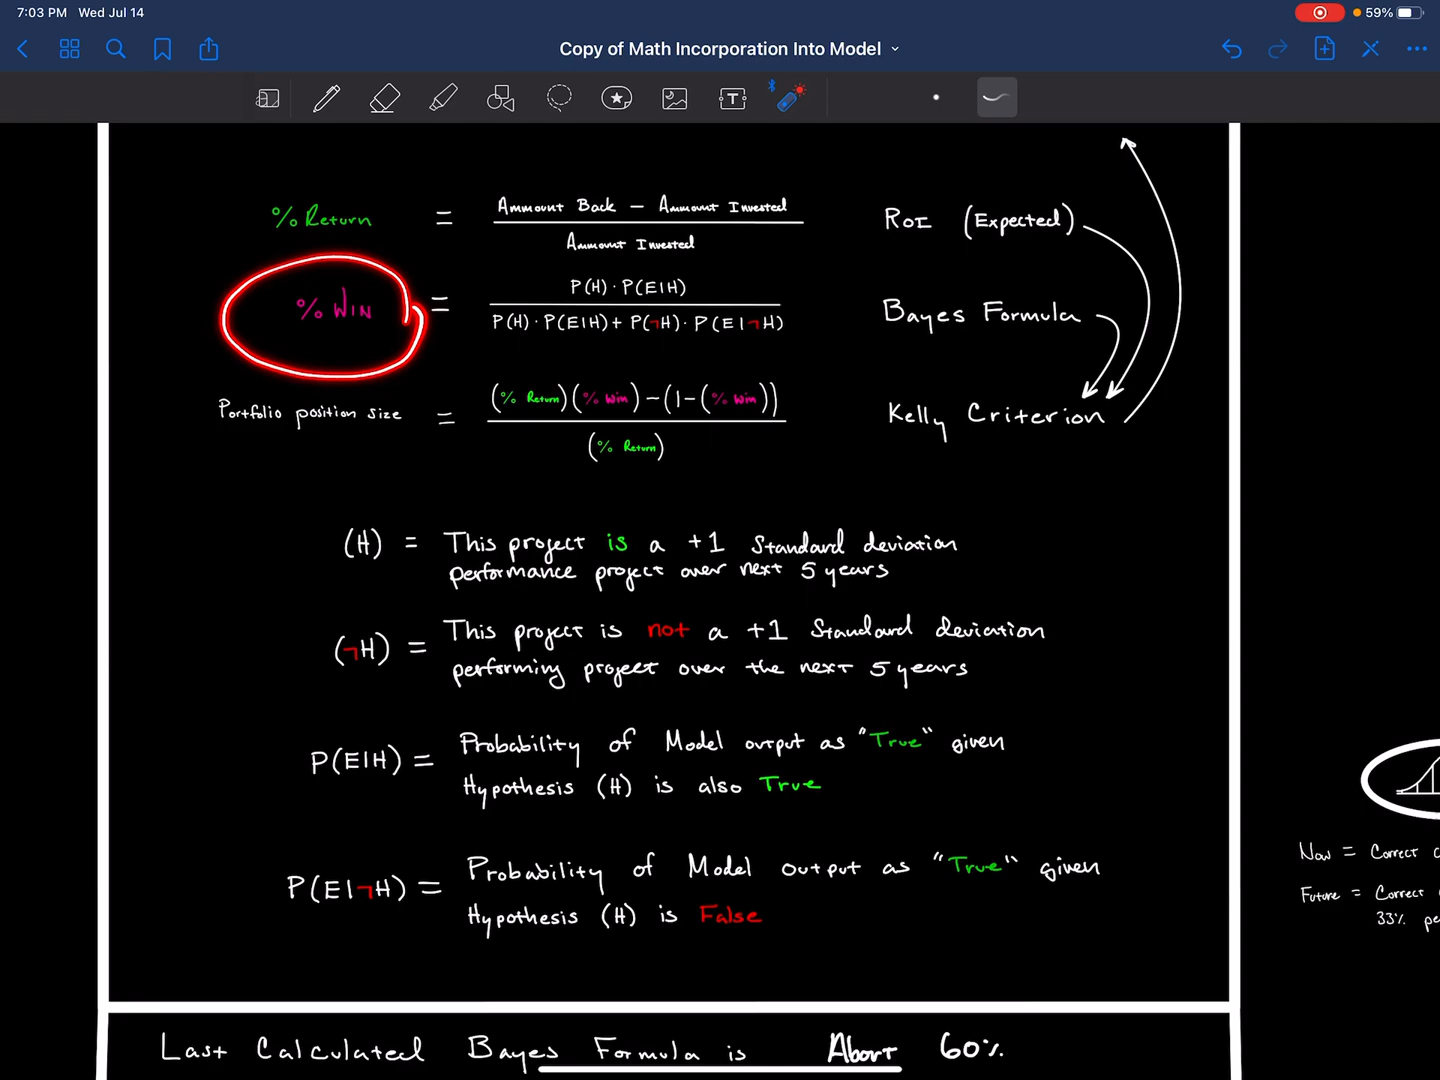 7:03 PM Wed Jul 14
59%
Copy of Math Incorporation Into Model
% Return = Ammount Back – Ammount Invested
Ammount Invested
ROI (Expected)
% WIN = P(H) · P(E|H)
P(H) · P(E|H) + P(¬H) · P(E|¬H)
Bayes Formula
Portfolio position size = (% Return)(% Win) – (1-(% Win))
(% Return)
Kelly Criterion
(H) = This project is a +1 Standard deviation
performance project over next 5 years
(¬H) = This project is not a +1 Standard deviation
performing project over the next 5 years
P(E|H) = Probability of Model output as "True" given
Hypothesis (H) is also True
P(E|¬H) = Probability of Model output as "True" given
Hypothesis (H) is False
Now = Correct
Future = Correct
33%
Last Calculated Bayes Formula is About 60%